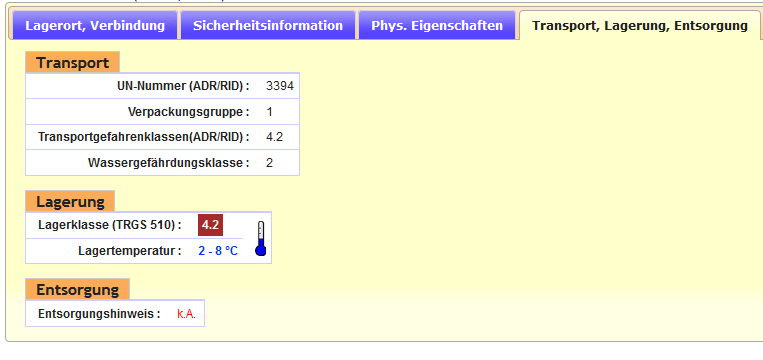 Lagerort, Verbindung Sicherheitsinformation Phys. Eigenschaften Transport, Lagerung, Entsorgung
Transport
UN-Nummer (ADR/RID) : 3394
Verpackungsgruppe : 1
Transportgefahrenklassen(ADR/RID) : 4.2
Wassergefährdungsklasse : 2
Lagerung
Lagerklasse (TRGS 510) : 4.2
Lagertemperatur : 2 - 8 °C
Entsorgung
Entsorgungshinweis : k.A.